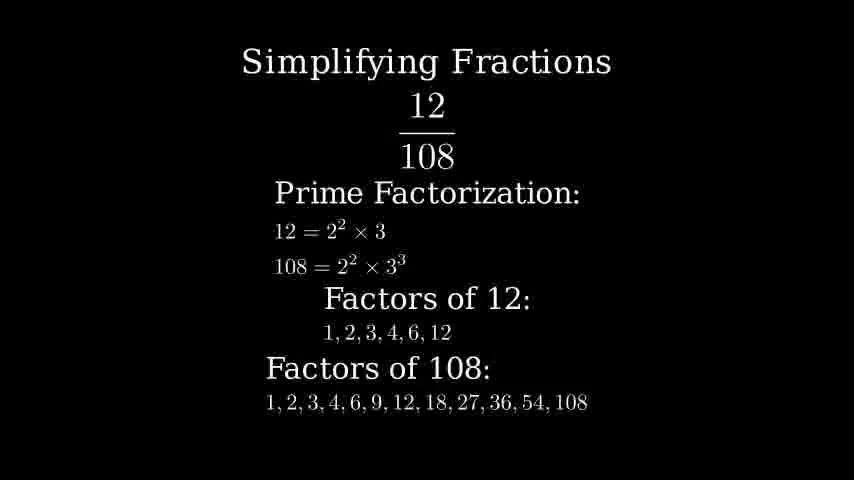 Simplifying Fractions
12
108
Prime Factorization:
12 = 2² × 3
108 = 2² × 3³
Factors of 12:
1, 2, 3, 4, 6, 12
Factors of 108:
1, 2, 3, 4, 6, 9, 12, 18, 27, 36, 54, 108